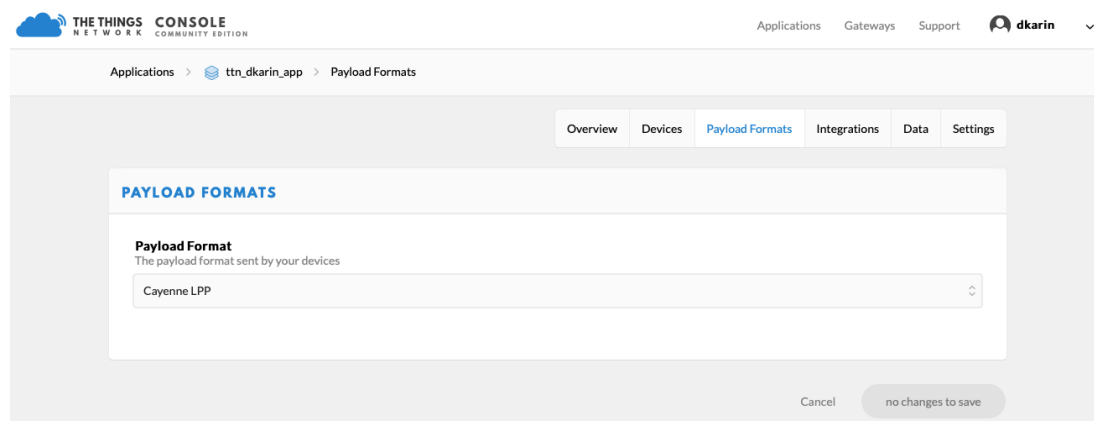 THE THINGS NETWORK CONSOLE COMMUNITY EDITION
Applications Gateways Support dkarin
Applications > ttn_dkarin_app > Payload Formats
Overview Devices Payload Formats Integrations Data Settings
PAYLOAD FORMATS
Payload Format
The payload format sent by your devices
Cayenne LPP
Cancel no changes to save